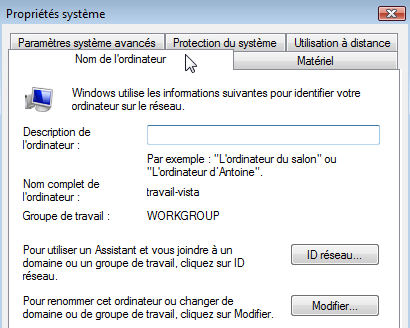 Propriétés système
Paramètres système avancés
Protection du système
Utilisation à distance
Nom de l'ordinateur
Matériel
Windows utilise les informations suivantes pour identifier votre
ordinateur sur le réseau.
Description de
l'ordinateur :
Par exemple : "L'ordinateur du salon" ou
"L'ordinateur d'Antoine".
Nom complet de
l'ordinateur :
travail-vista
Groupe de travail :
WORKGROUP
Pour utiliser un Assistant et vous joindre à un
domaine ou un groupe de travail, cliquez sur ID
réseau.
ID réseau...
Pour renommer cet ordinateur ou changer de
domaine ou de groupe de travail, cliquez sur Modifier.
Modifier...